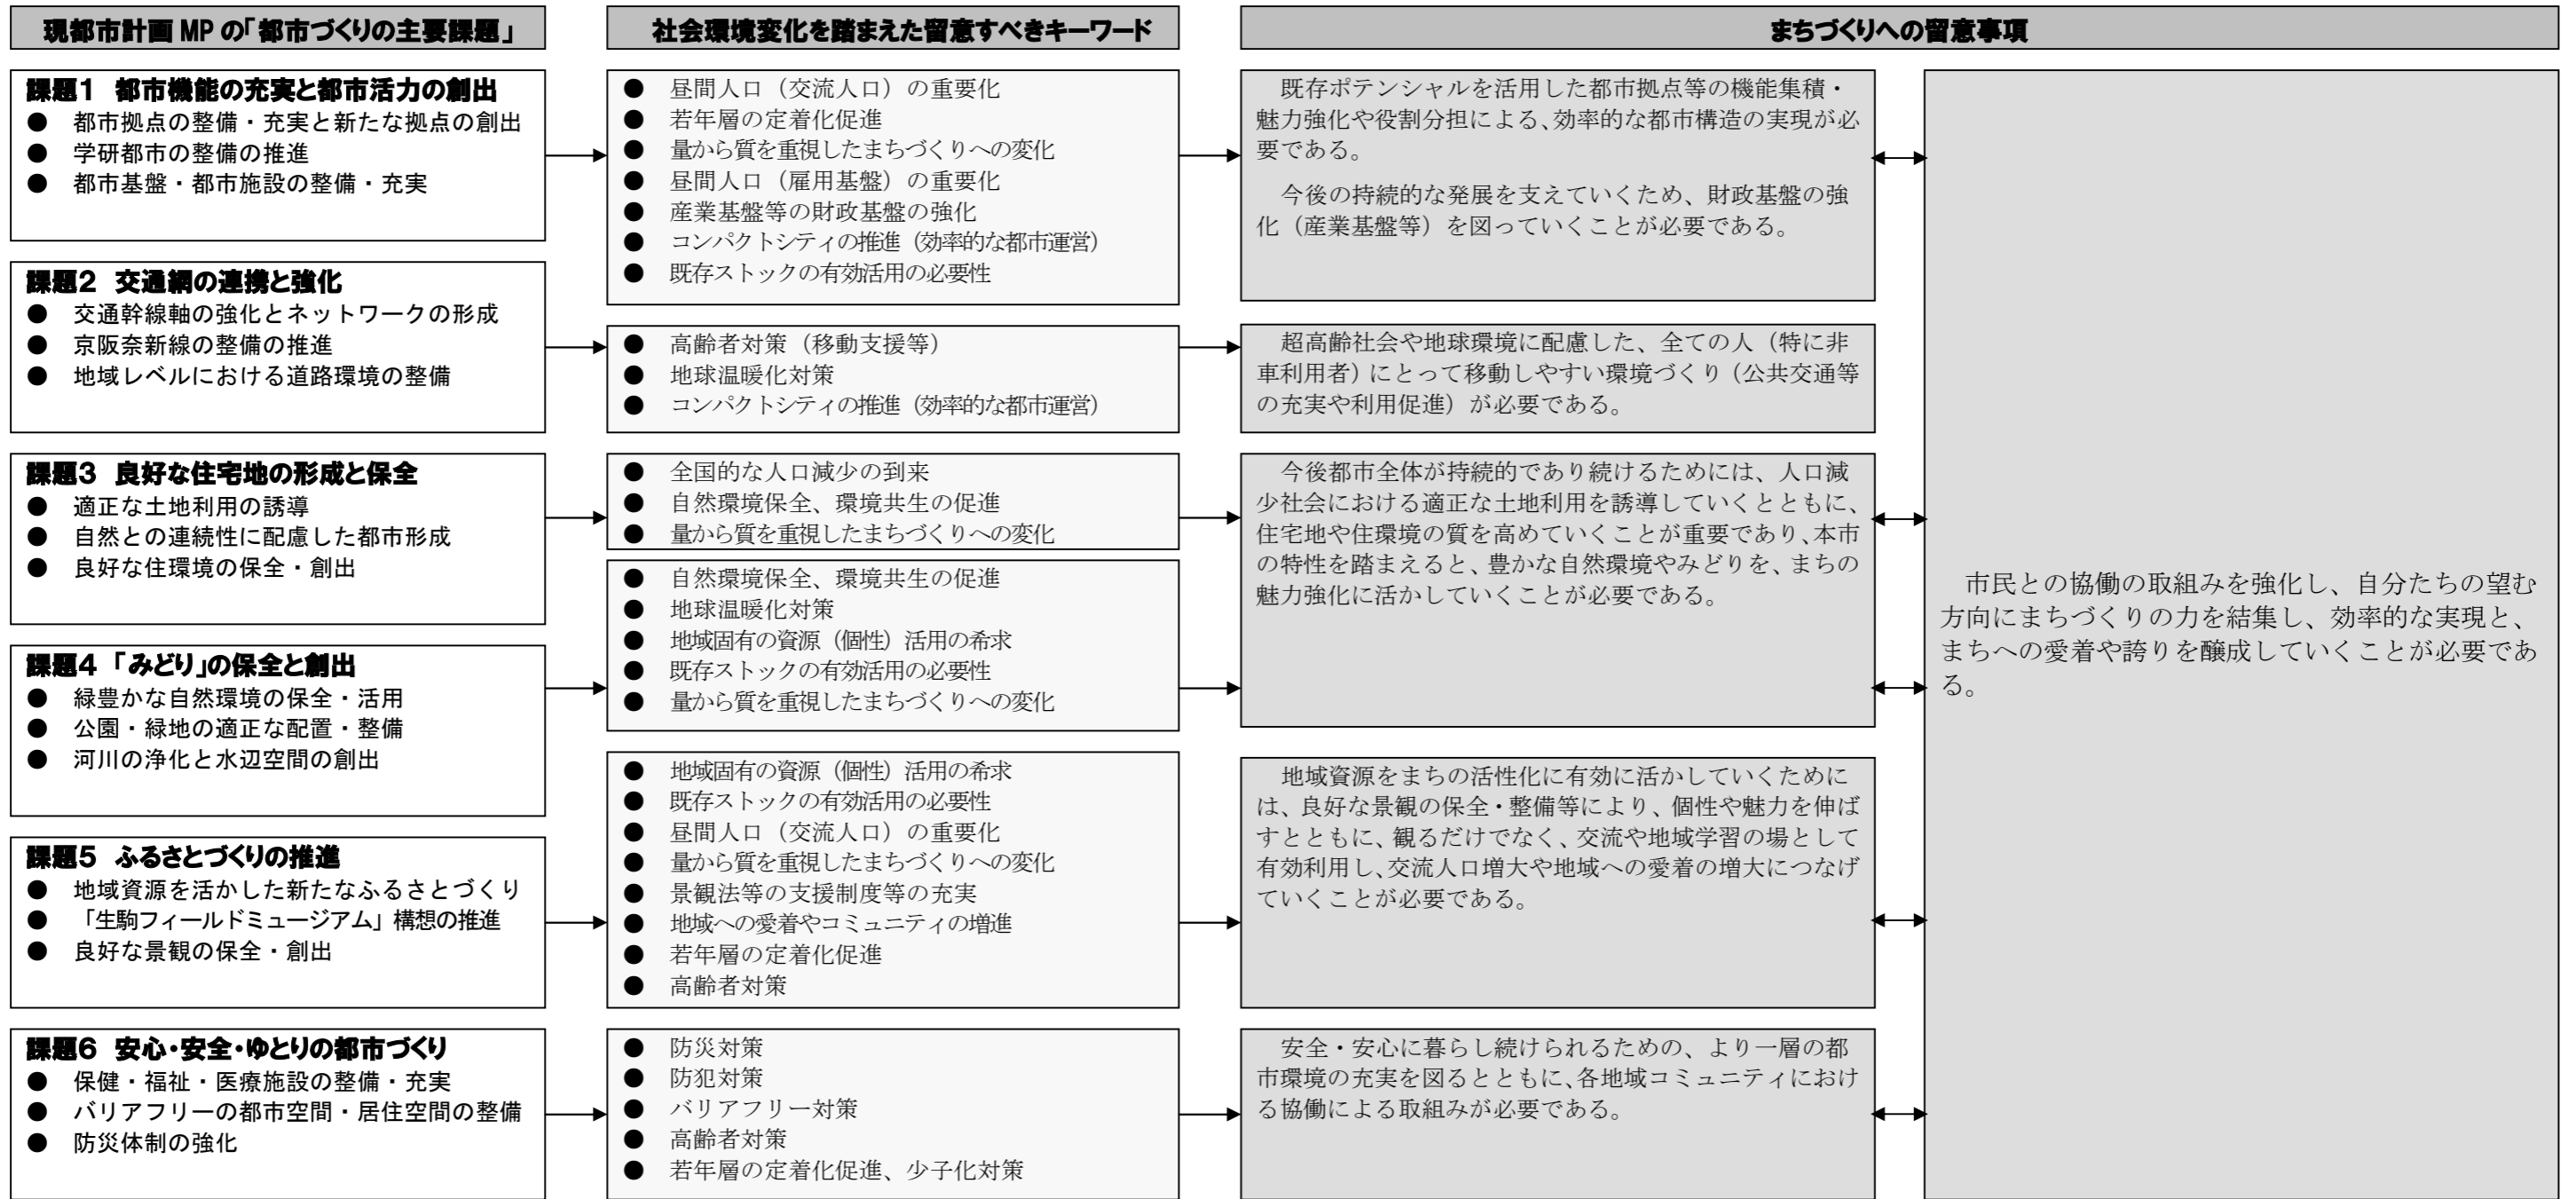 現都市計画 MP の「都市づくりの主要課題」
社会環境変化を踏まえた留意すべきキーワード
まちづくりへの留意事項
課題1 都市機能の充実と都市活力の創出
● 都市拠点の整備・充実と新たな拠点の創出
● 学研都市の整備の推進
● 都市基盤・都市施設の整備・充実
課題2 交通網の連携と強化
● 交通幹線軸の強化とネットワークの形成
● 京阪奈新線の整備の推進
● 地域レベルにおける道路環境の整備
課題3 良好な住宅地の形成と保全
● 適正な土地利用の誘導
● 自然との連続性に配慮した都市形成
● 良好な住環境の保全・創出
課題4 「みどり」の保全と創出
● 緑豊かな自然環境の保全・活用
● 公園・緑地の適正な配置・整備
● 河川の浄化と水辺空間の創出
課題5 ふるさとづくりの推進
● 地域資源を活かした新たなふるさとづくり
● 「生駒フィールドミュージアム」構想の推進
● 良好な景観の保全・創出
課題6 安心・安全・ゆとりの都市づくり
● 保健・福祉・医療施設の整備・充実
● バリアフリーの都市空間・居住空間の整備
● 防災体制の強化
● 昼間人口（交流人口）の重要化
● 若年層の定着化促進
● 量から質を重視したまちづくりへの変化
● 昼間人口（雇用基盤）の重要化
● 産業基盤等の財政基盤の強化
● コンパクトシティの推進（効率的な都市運営）
● 既存ストックの有効活用の必要性
● 高齢者対策（移動支援等）
● 地球温暖化対策
● コンパクトシティの推進（効率的な都市運営）
● 全国的な人口減少の到来
● 自然環境保全、環境共生の促進
● 量から質を重視したまちづくりへの変化
● 自然環境保全、環境共生の促進
● 地球温暖化対策
● 地域固有の資源（個性）活用の希求
● 既存ストックの有効活用の必要性
● 量から質を重視したまちづくりへの変化
● 地域固有の資源（個性）活用の希求
● 既存ストックの有効活用の必要性
● 昼間人口（交流人口）の重要化
● 量から質を重視したまちづくりへの変化
● 景観法等の支援制度等の充実
● 地域への愛着やコミュニティの増進
● 若年層の定着化促進
● 高齢者対策
● 防災対策
● 防犯対策
● バリアフリー対策
● 高齢者対策
● 若年層の定着化促進、少子化対策
既存ポテンシャルを活用した都市拠点等の機能集積・
魅力強化や役割分担による、効率的な都市構造の実現が必
要である。
今後の持続的な発展を支えていくため、財政基盤の強
化（産業基盤等）を図っていくことが必要である。
超高齢社会や地球環境に配慮した、全ての人（特に非
車利用者）にとって移動しやすい環境づくり（公共交通等
の充実や利用促進）が必要である。
今後都市全体が持続的であり続けるためには、人口減
少社会における適正な土地利用を誘導していくとともに、
住宅地や住環境の質を高めていくことが重要であり、本市
の特性を踏まえると、豊かな自然環境やみどりを、まちの
魅力強化に活かしていくことが必要である。
地域資源をまちの活性化に有効に活かしていくために
は、良好な景観の保全・整備等により、個性や魅力を伸ば
すとともに、観るだけでなく、交流や地域学習の場として
有効利用し、交流人口増大や地域への愛着の増大につなげ
ていくことが必要である。
安全・安心に暮らし続けられるための、より一層の都
市環境の充実を図るとともに、各地域コミュニティにおけ
る協働による取組みが必要である。
市民との協働の取組みを強化し、自分たちの望む
方向にまちづくりの力を結集し、効率的な実現と、
まちへの愛着や誇りを醸成していくことが必要であ
る。